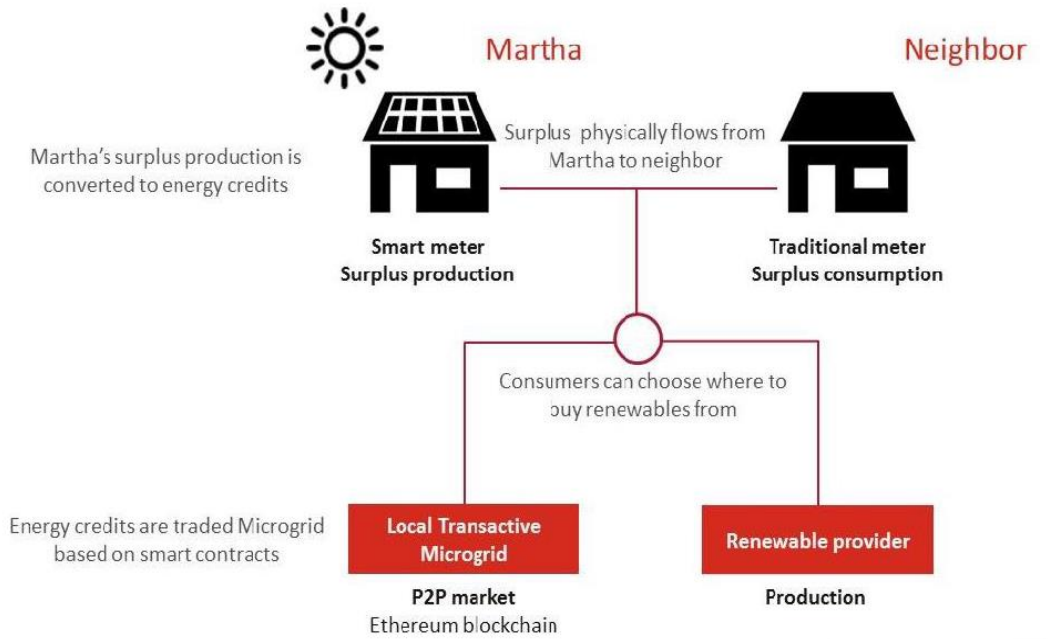 Martha
Neighbor
Martha's surplus production is
converted to energy credits
Surplus physically flows from
Martha to neighbor
Smart meter
Surplus production
Traditional meter
Surplus consumption
Consumers can choose where to
buy renewables from
Energy credits are traded Microgrid
based on smart contracts
Local Transactive
Microgrid
Renewable provider
P2P market
Ethereum blockchain
Production